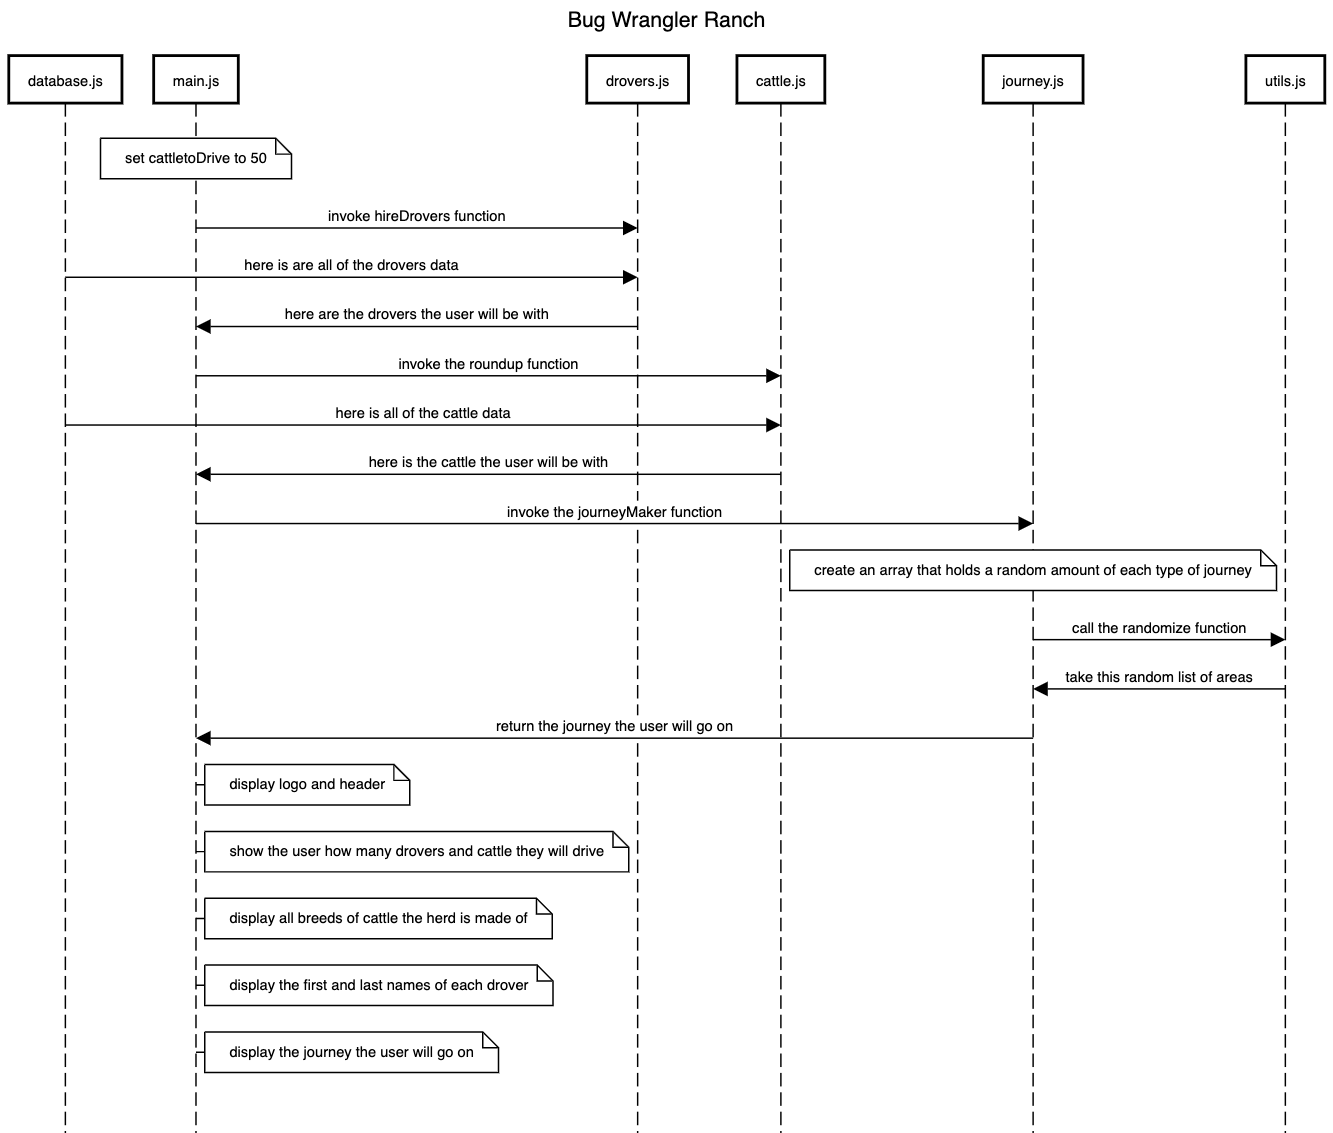 Bug Wrangler Ranch
database.js
main.js
drovers.js
cattle.js
journey.js
utils.js
set cattletoDrive to 50
invoke hireDrovers function
here is are all of the drovers data
here are the drovers the user will be with
invoke the roundup function
here is all of the cattle data
here is the cattle the user will be with
invoke the journeyMaker function
create an array that holds a random amount of each type of journey
call the randomize function
take this random list of areas
return the journey the user will go on
display logo and header
show the user how many drovers and cattle they will drive
display all breeds of cattle the herd is made of
display the first and last names of each drover
display the journey the user will go on